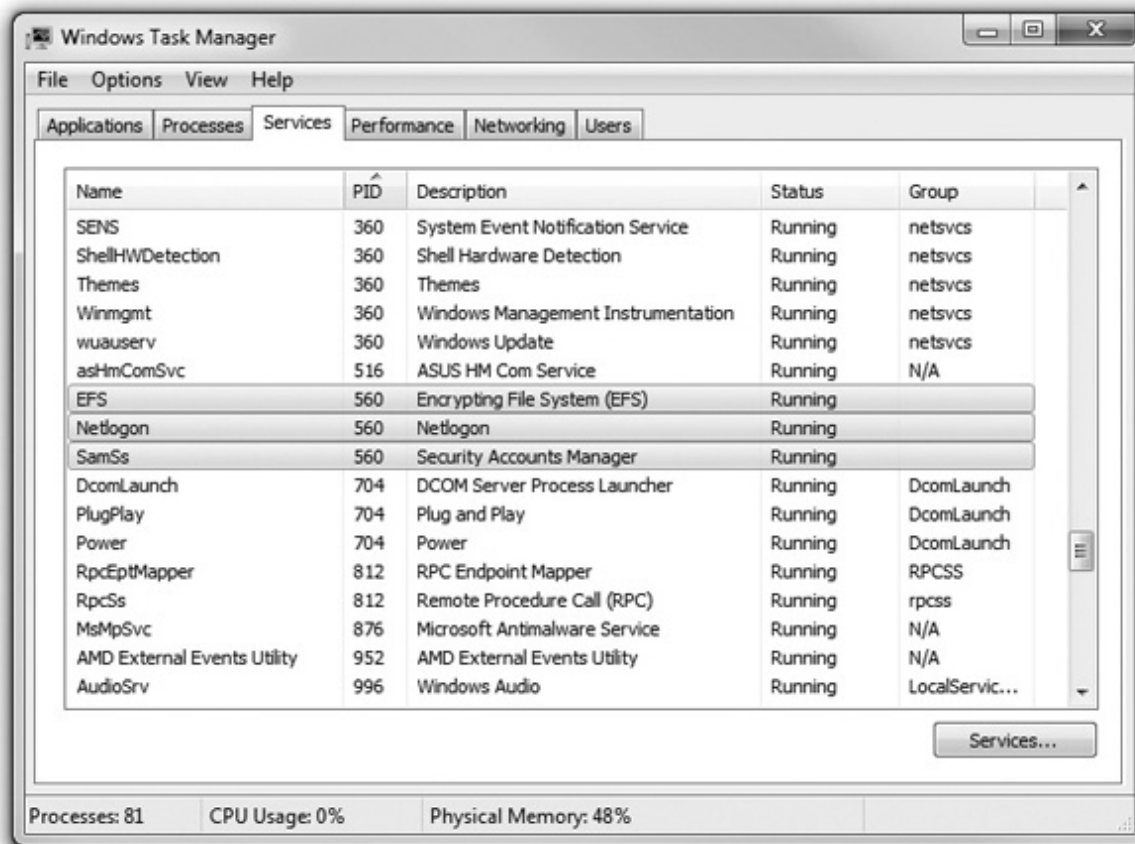 Windows Task Manager
File Options View Help
Applications Processes Services Performance Networking Users
Name PID Description Status Group
SENS 360 System Event Notification Service Running netsvcs
ShellHWDetection 360 Shell Hardware Detection Running netsvcs
Themes 360 Themes Running netsvcs
Winmgmt 360 Windows Management Instrumentation Running netsvcs
wuauserv 360 Windows Update Running netsvcs
asHmComSvc 516 ASUS HM Com Service Running N/A
EFS 560 Encrypting File System (EFS) Running
Netlogon 560 Netlogon Running
SamSs 560 Security Accounts Manager Running
DcomLaunch 704 DCOM Server Process Launcher Running DcomLaunch
PlugPlay 704 Plug and Play Running DcomLaunch
Power 704 Power Running DcomLaunch
RpcEptMapper 812 RPC Endpoint Mapper Running RPCSS
RpcSs 812 Remote Procedure Call (RPC) Running rpcss
MsMpSvc 876 Microsoft Antimalware Service Running N/A
AMD External Events Utility 952 AMD External Events Utility Running N/A
AudioSrv 996 Windows Audio Running LocalServic...
Services...
Processes: 81 CPU Usage: 0% Physical Memory: 48%